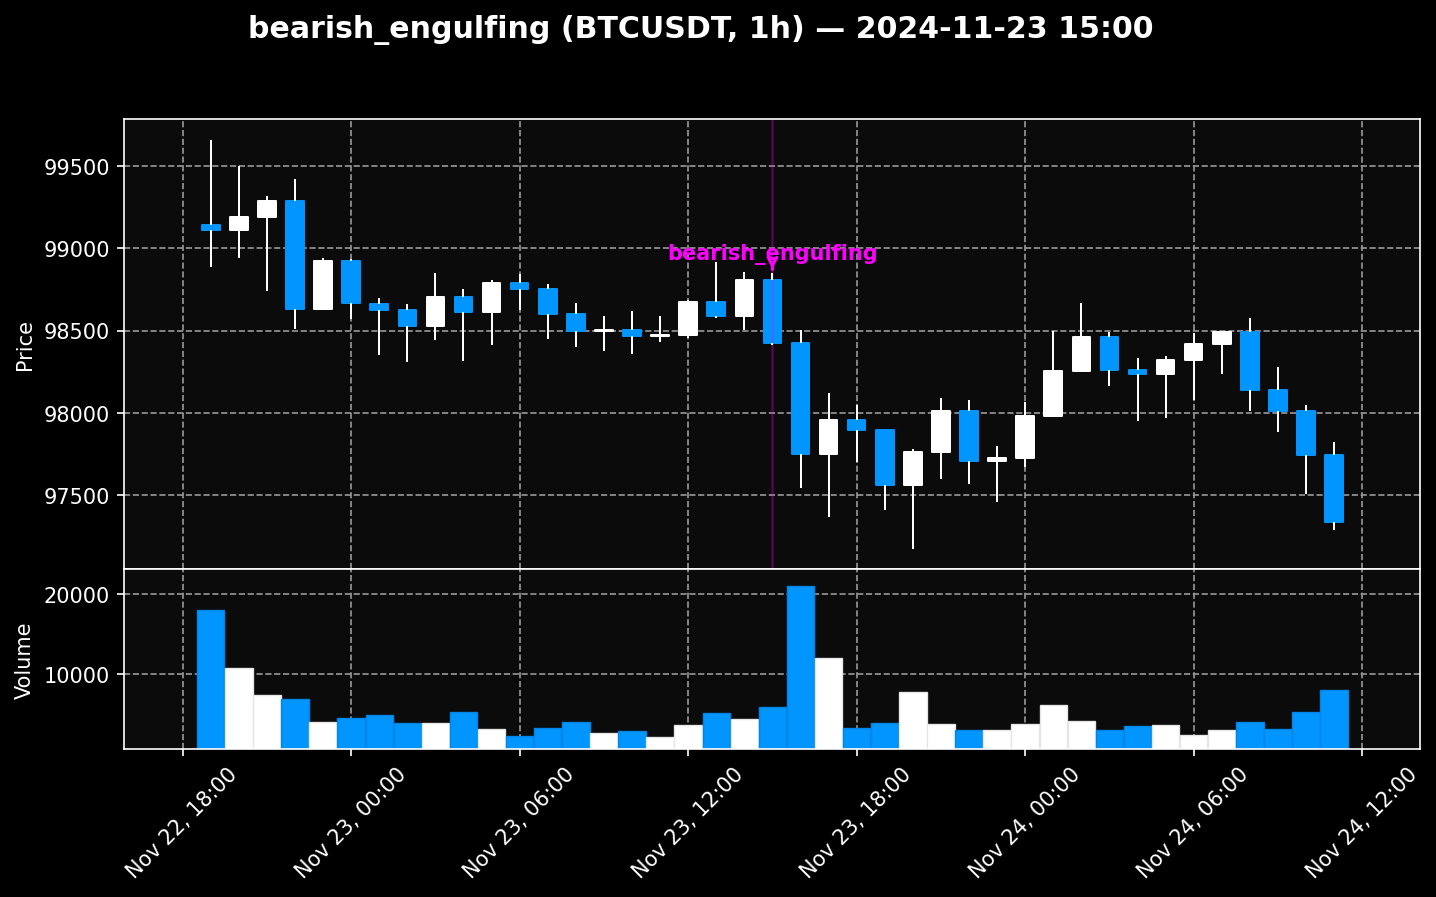 bearish_engulfing (BTCUSDT, 1h) — 2024-11-23 15:00
99500
99000
98500
98000
97500
Price
bearish_engulfing
20000
10000
Volume
Nov 22, 18:00
Nov 23, 00:00
Nov 23, 06:00
Nov 23, 12:00
Nov 23, 18:00
Nov 24, 00:00
Nov 24, 06:00
Nov 24, 12:00